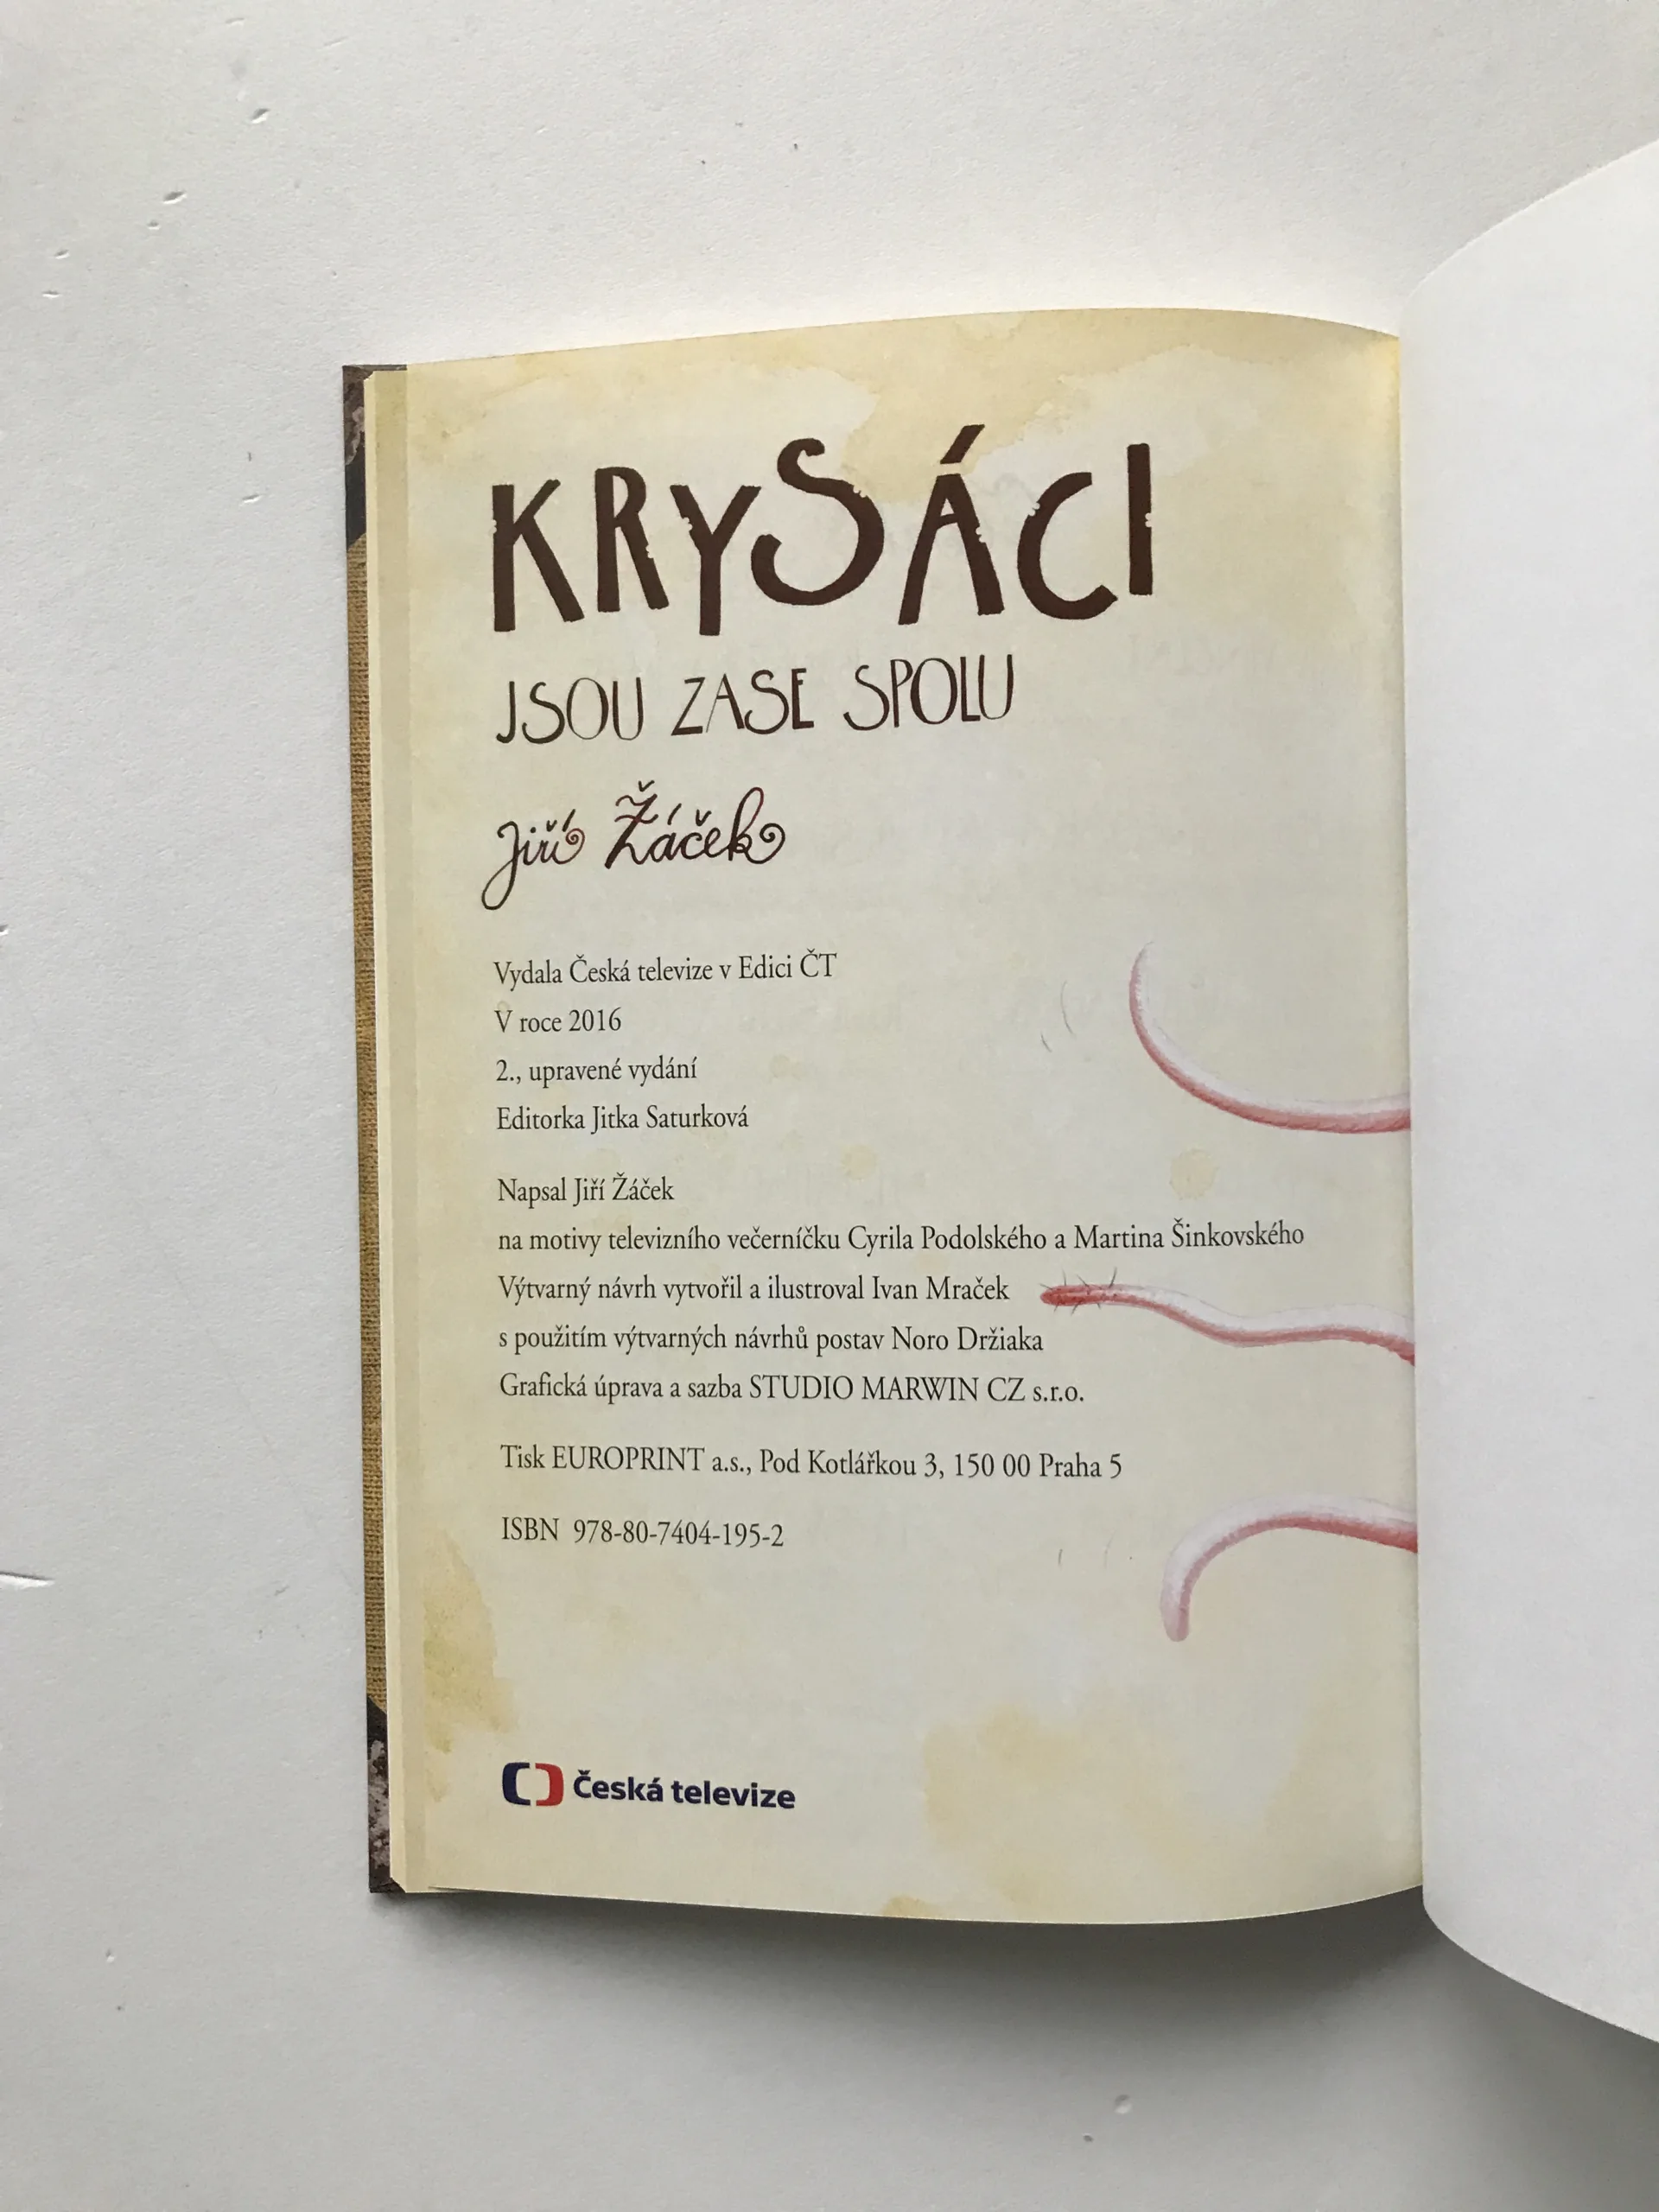 KRYSÁCI
JSOU ZASE SPOLU
Jiří Žáček
Vydala Česká televize v Edici ČT
V roce 2016
2., upravené vydání
Editorka Jitka Saturková
Napsal Jiří Žáček
na motivy televizního večerníčku Cyrila Podolského a Martina Šinkovského
Výtvarný návrh vytvořil a ilustroval Ivan Mraček
s použitím výtvarných návrhů postav Noro Držiaka
Grafická úprava a sazba STUDIO MARWIN CZ s.r.o.
Tisk EUROPRINT a.s., Pod Kotlářkou 3, 150 00 Praha 5
ISBN 978-80-7404-195-2
Česká televize